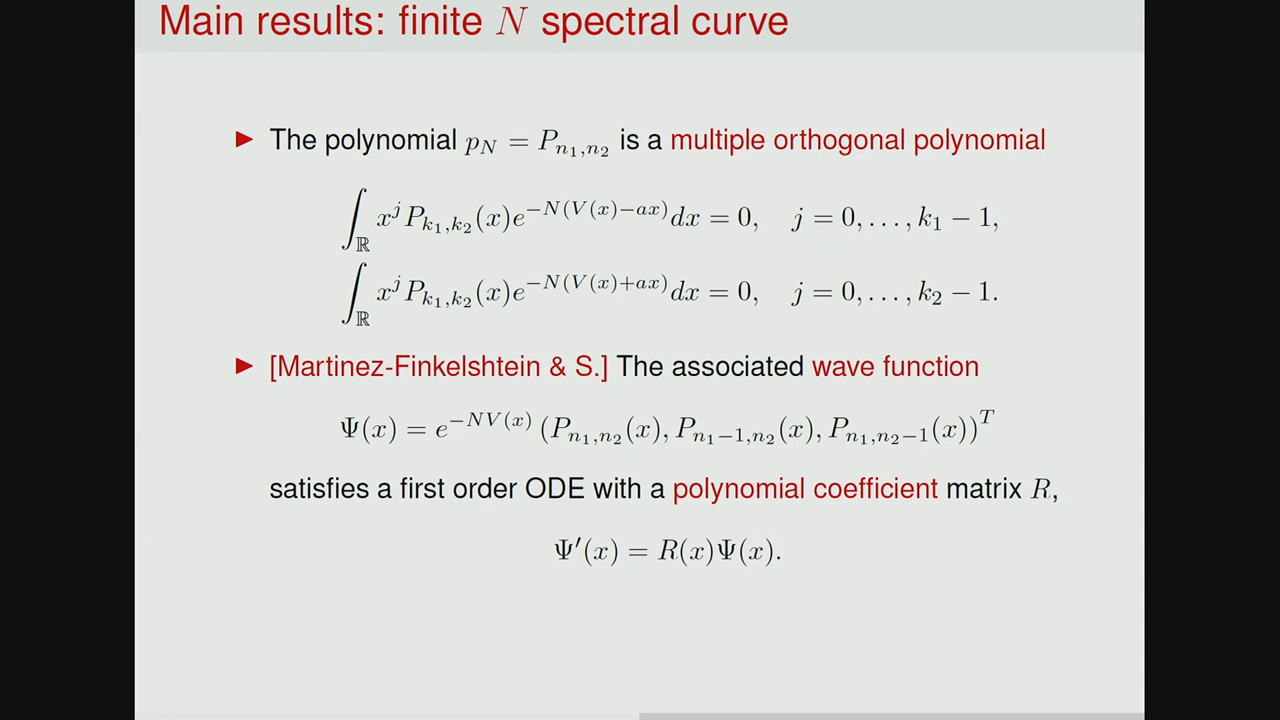 Main results: finite N spectral curve
▶ The polynomial p_N = P_{n_1,n_2} is a multiple orthogonal polynomial
∫_ℝ x^j P_{k_1,k_2}(x)e^{-N(V(x)-ax)}dx = 0, j = 0, . . . , k_1 − 1,
∫_ℝ x^j P_{k_1,k_2}(x)e^{-N(V(x)+ax)}dx = 0, j = 0, . . . , k_2 − 1.
▶ [Martinez-Finkelshtein & S.] The associated wave function
Ψ(x) = e^{-NV(x)} (P_{n_1,n_2}(x), P_{n_1-1,n_2}(x), P_{n_1,n_2-1}(x))^T
satisfies a first order ODE with a polynomial coefficient matrix R,
Ψ′(x) = R(x)Ψ(x).